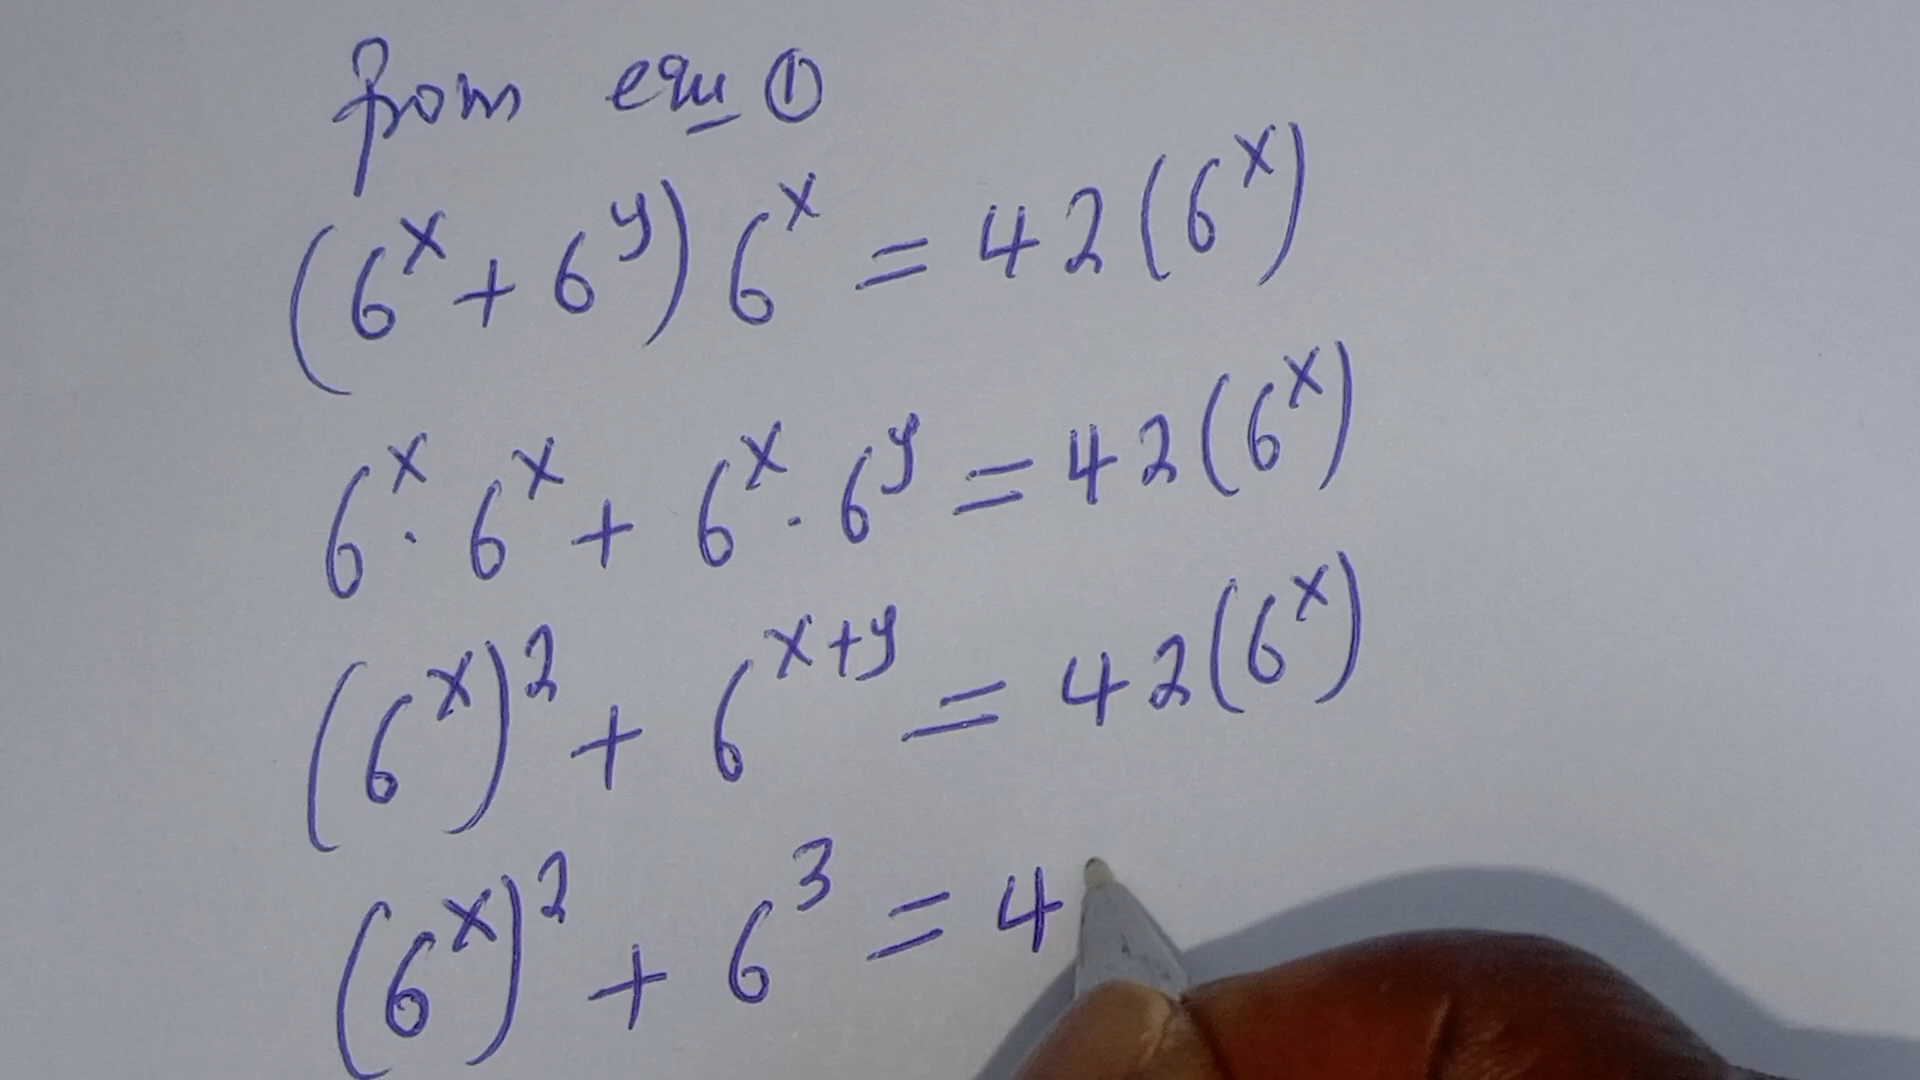 from eqn ①
(6^x + 6^y) 6^x = 42(6^x)
6^x . 6^x + 6^x . 6^y = 42(6^x)
(6^x)^2 + 6^{x+y} = 42(6^x)
(6^x)^2 + 6^3 = 4